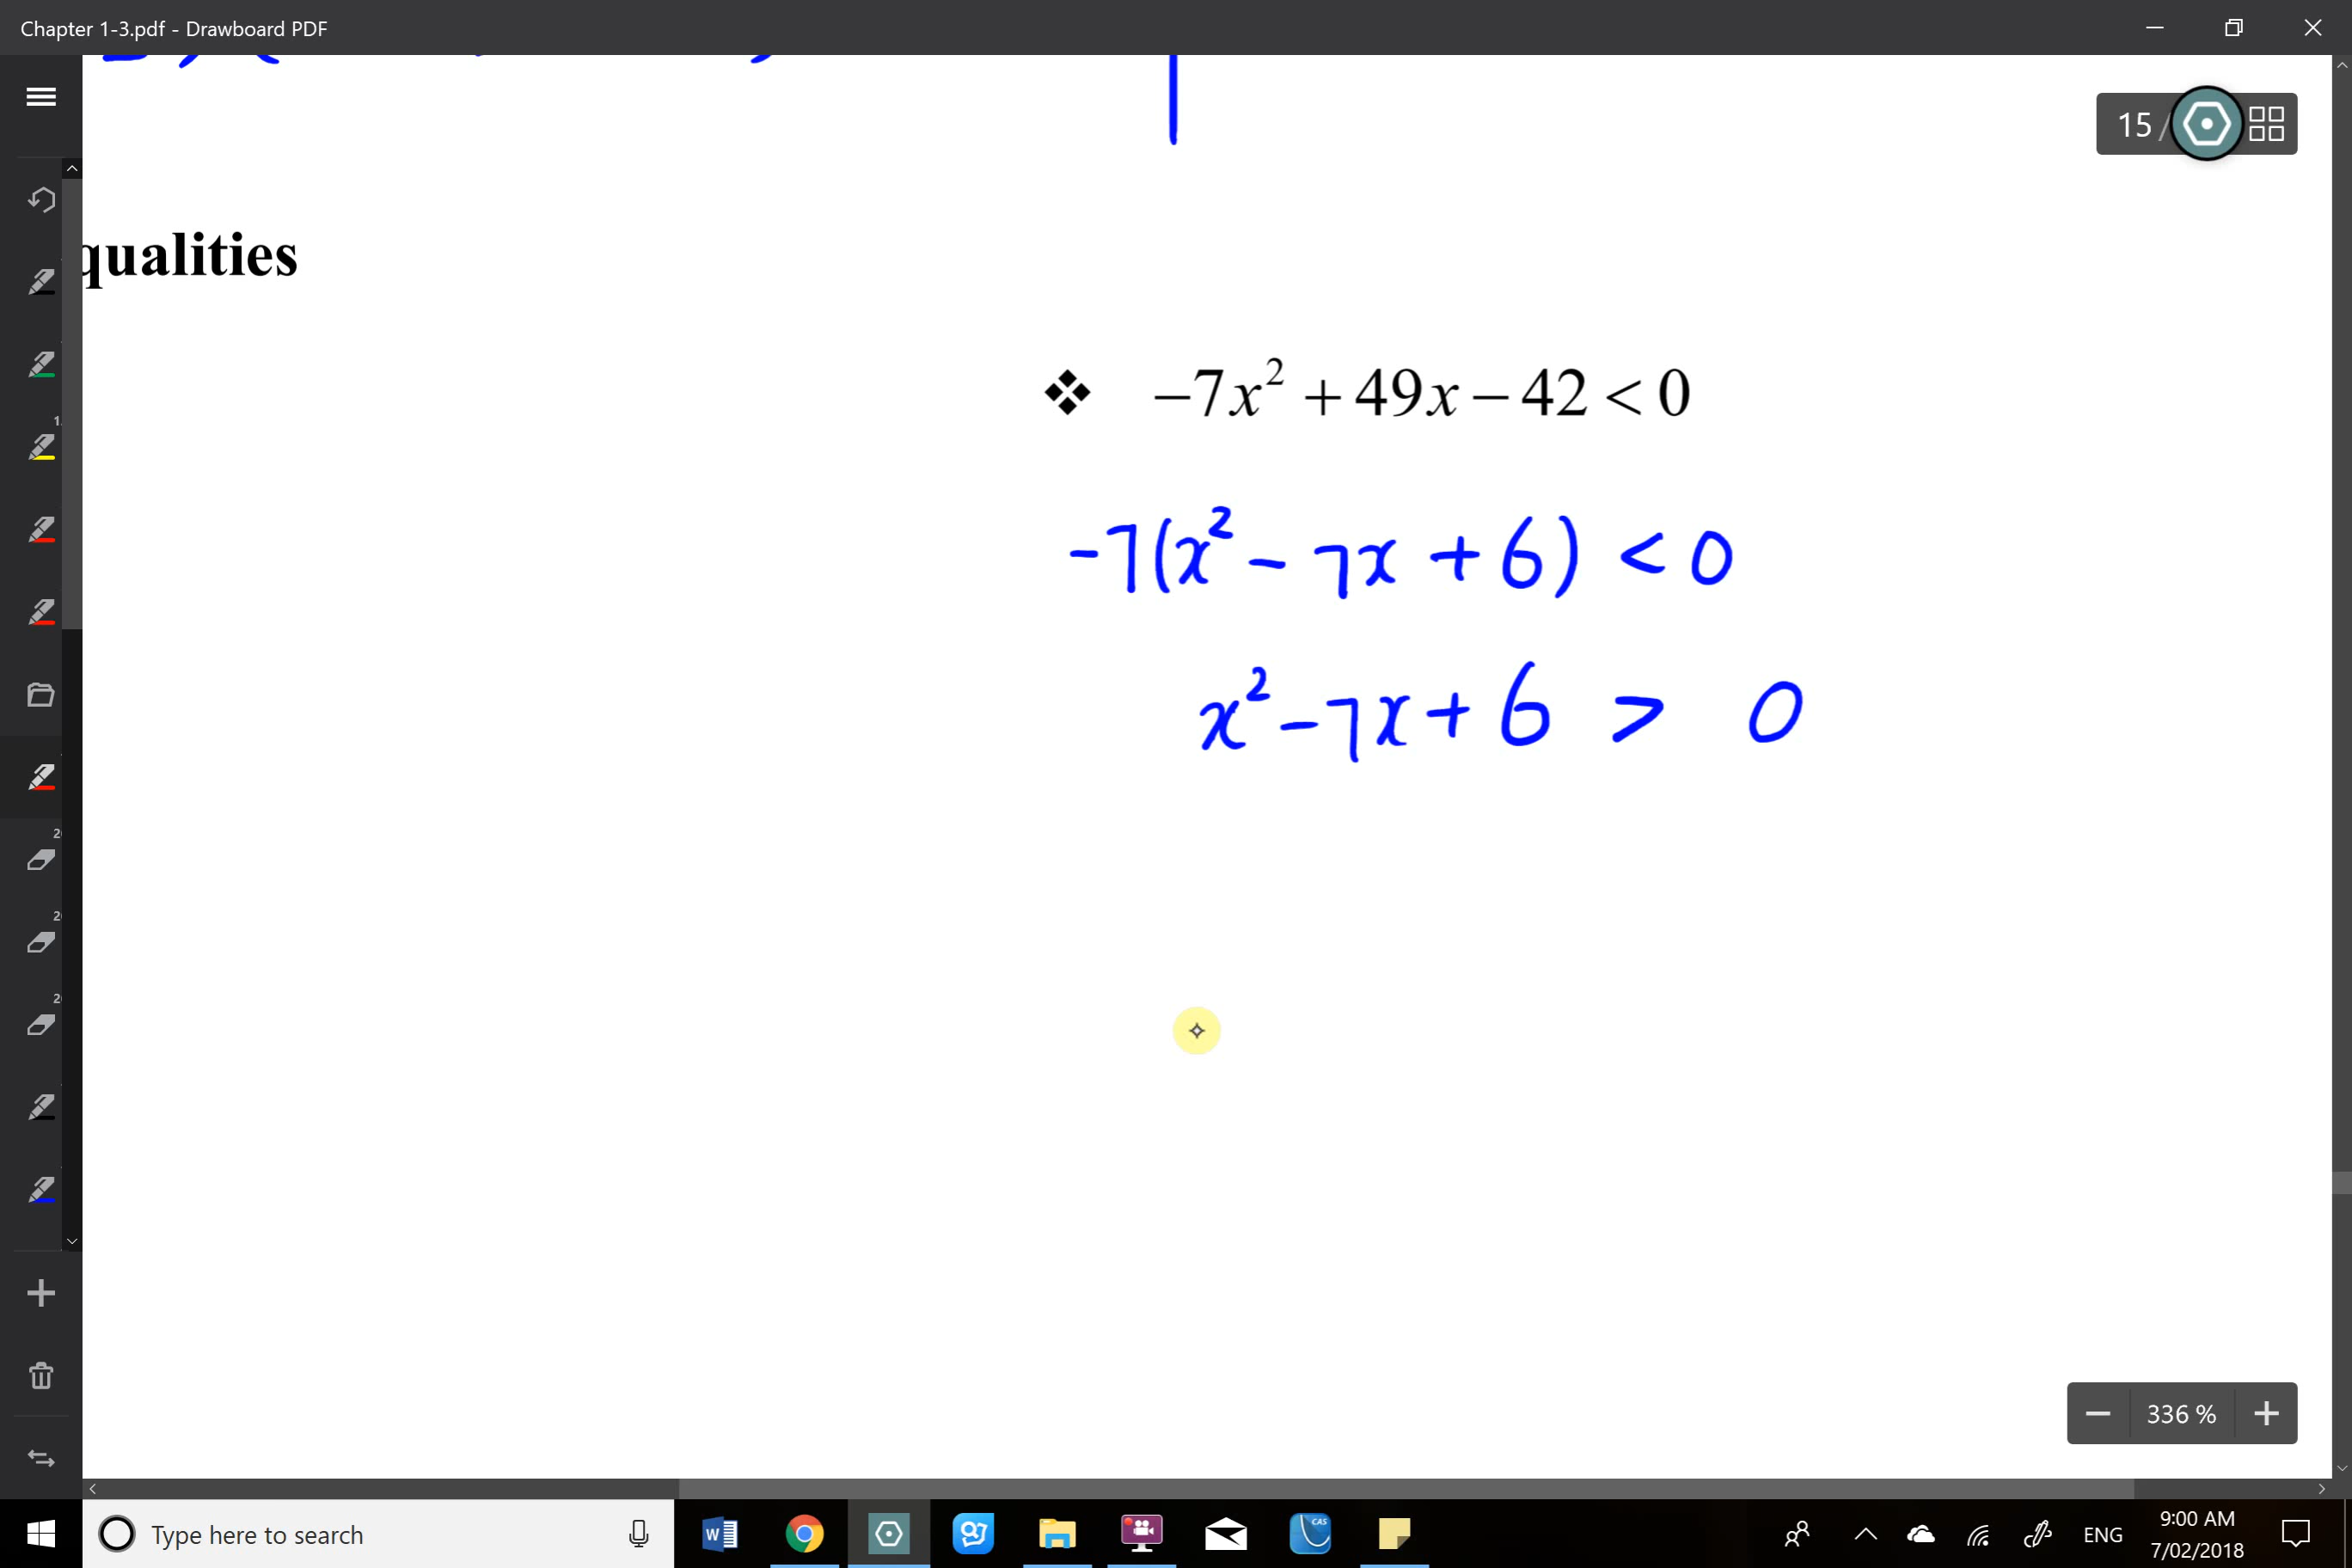 Chapter 1-3.pdf - Drawboard PDF
15 /
qualities
−7x² + 49x − 42 < 0
-7(x² - 7x + 6) < 0
x² - 7x + 6 > 0
336 %
Type here to search
ENG
9:00 AM
7/02/2018